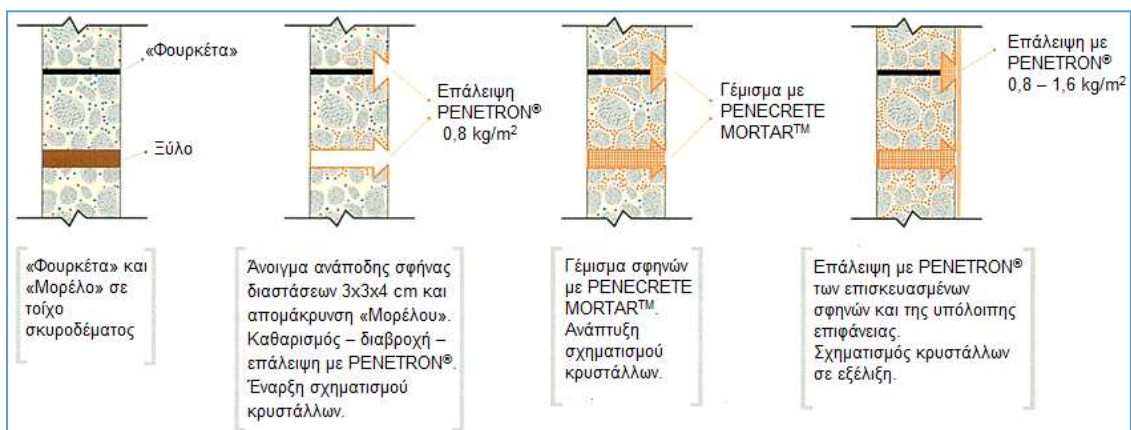 «Φουρκέτα»
Ξύλο
«Φουρκέτα» και
«Μορέλο» σε
τοίχο
σκυροδέματος
Επάλειψη
PENETRON®
0,8 kg/m²
Άνοιγμα ανάποδης σφήνας
διαστάσεων 3x3x4 cm και
απομάκρυνση «Μορέλου».
Καθαρισμός – διαβροχή –
επάλειψη με PENETRON®.
Έναρξη σχηματισμού
κρυστάλλων.
Γέμισμα με
PENECRETE
MORTAR™
Γέμισμα σφηνών
με PENECRETE
MORTAR™.
Ανάπτυξη
σχηματισμού
κρυστάλλων.
Επάλειψη με
PENETRON®
0,8 – 1,6 kg/m²
Επάλειψη με PENETRON®
των επισκευασμένων
σφηνών και της υπόλοιπης
επιφάνειας.
Σχηματισμός κρυστάλλων
σε εξέλιξη.